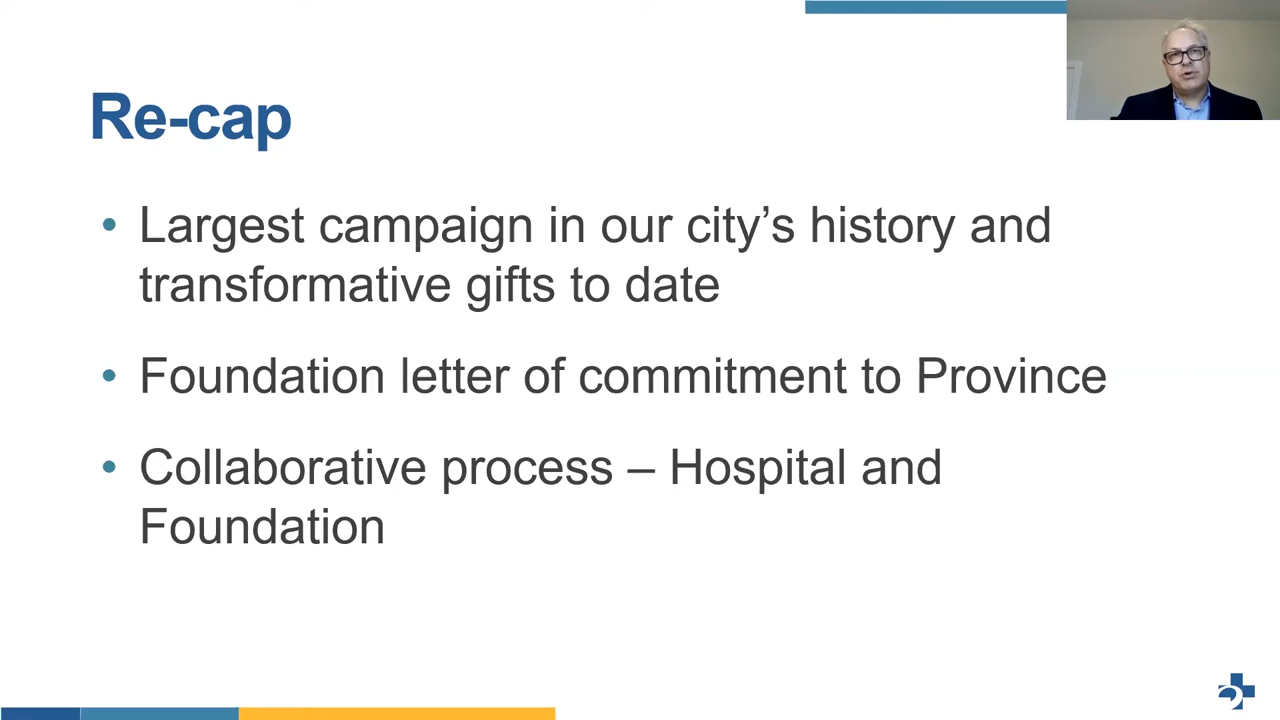 Re-cap
• Largest campaign in our city’s history and
transformative gifts to date
• Foundation letter of commitment to Province
• Collaborative process – Hospital and
Foundation